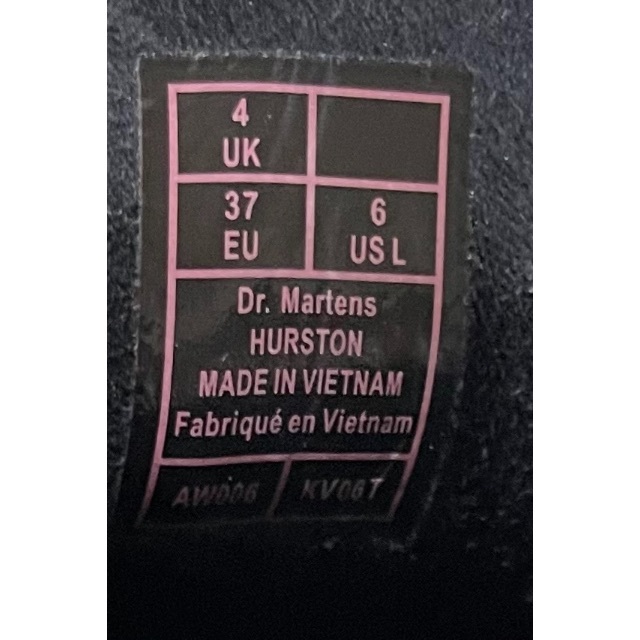 4
UK
37
EU
6
US L
Dr. Martens
HURSTON
MADE IN VIETNAM
Fabriqué en Vietnam
AW006
KV06T